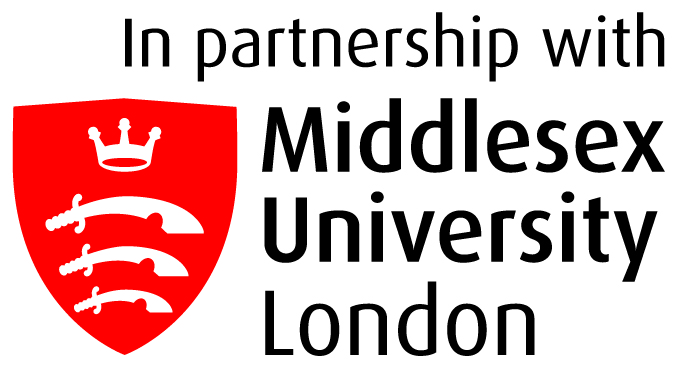 In partnership with
Middlesex
University
London